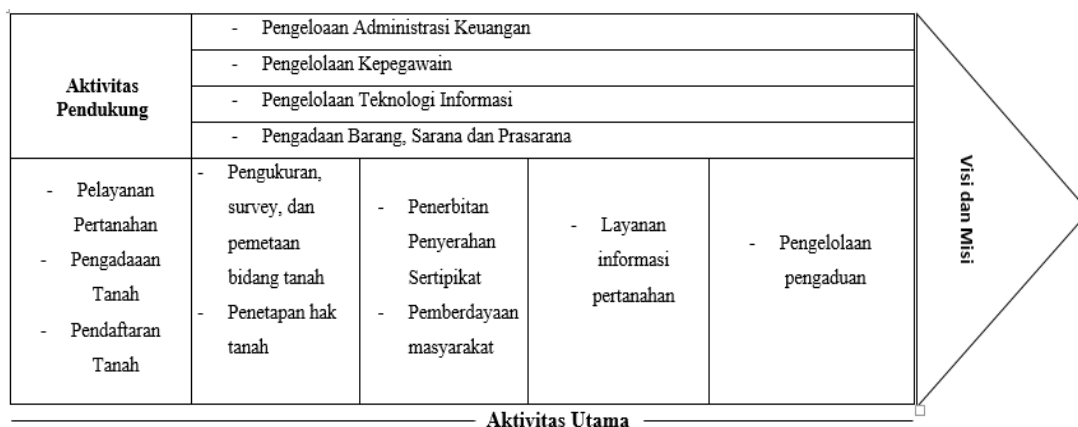 Aktivitas
Pendukung
- Pengeloaan Administrasi Keuangan
- Pengelolaan Kepegawain
- Pengelolaan Teknologi Informasi
- Pengadaan Barang, Sarana dan Prasarana
- Pelayanan
Pertanahan
- Pengadaaan
Tanah
- Pendaftaran
Tanah
- Pengukuran,
survey, dan
pemetaan
bidang tanah
- Penetapan hak
tanah
- Penerbitan
Penyerahan
Sertipikat
- Pemberdayaan
masyarakat
- Layanan
informasi
pertanahan
- Pengelolaan
pengaduan
Visi dan Misi
Aktivitas Utama